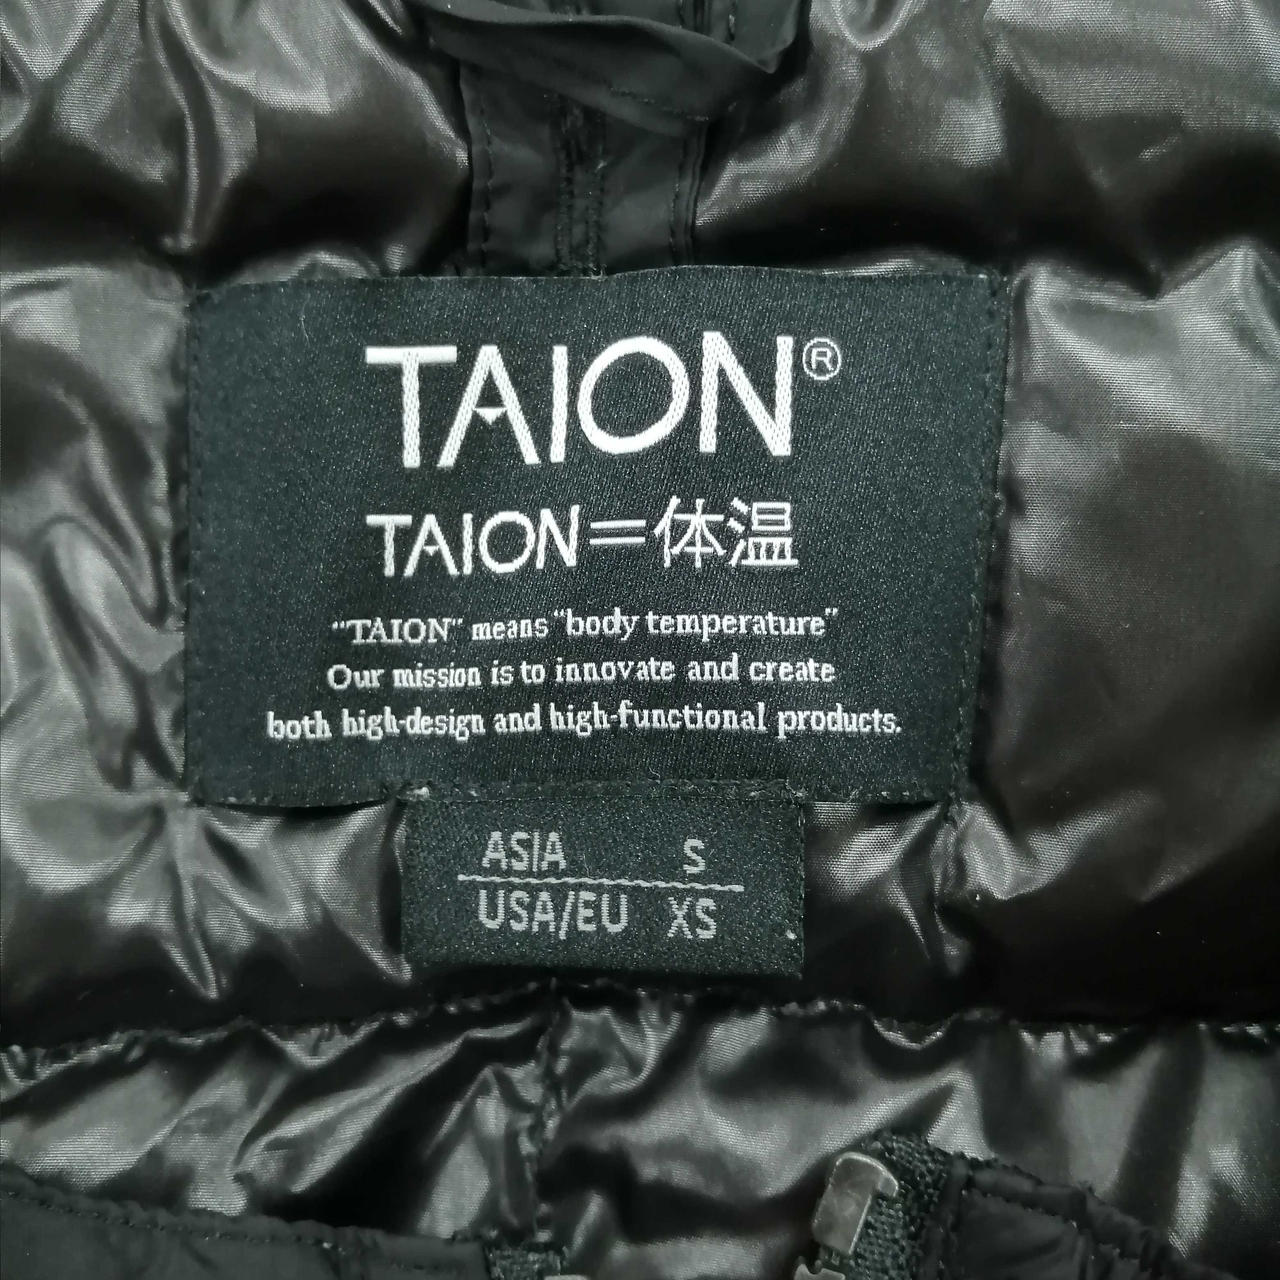 TAION®
TAION=体温
"TAION" means "body temperature"
Our mission is to innovate and create
both high-design and high-functional products.
ASIA S
USA/EU XS